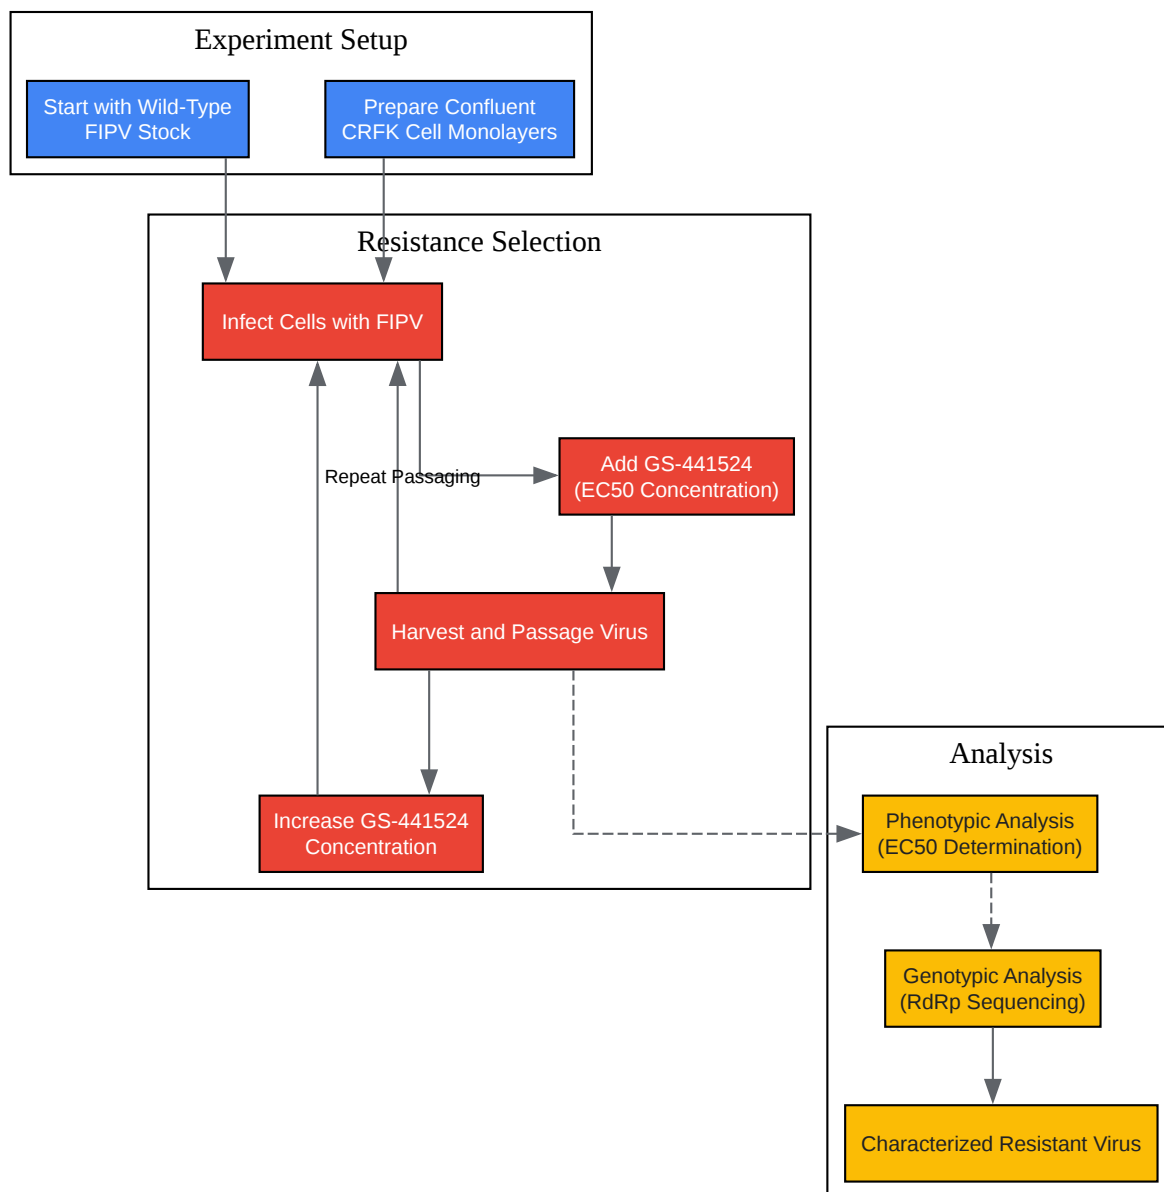 Experiment Setup
Start with Wild-Type
FIPV Stock
Prepare Confluent
CRFK Cell Monolayers
Resistance Selection
Infect Cells with FIPV
Repeat Passaging
Add GS-441524
(EC50 Concentration)
Harvest and Passage Virus
Increase GS-441524
Concentration
Analysis
Phenotypic Analysis
(EC50 Determination)
Genotypic Analysis
(RdRp Sequencing)
Characterized Resistant Virus